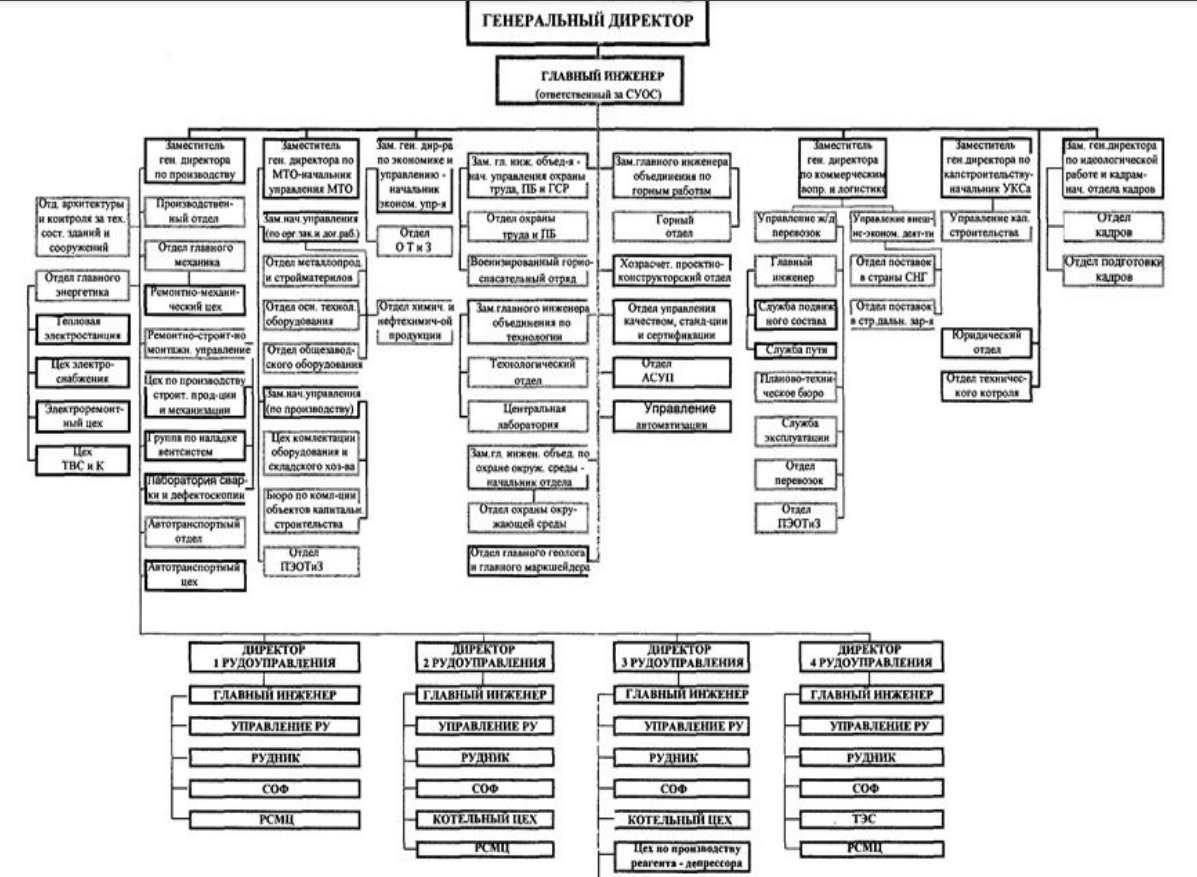 ГЕНЕРАЛЬНЫЙ ДИРЕКТОР
ГЛАВНЫЙ ИНЖЕНЕР
(ответственный за СУОС)
Заместитель
ген. директора
по производству
Заместитель
ген. директора по
МТО-начальник
управления МТО
Зам. ген. дир-ра
по экономике и
управлению -
начальник
эконом. упр-я
Зам. гл. инж. объед-я -
нач. управления охраны
труда, ПБ и ГСР
Зам.главного инженера
объединения по
горным работам
Заместитель
ген. директора
по коммерческим
вопр. и логистике
Заместитель
ген.директора по
капстроительству-
начальник УКСа
Зам. ген.директора
по идеологической
работе и кадрам-
нач. отдела кадров
Отд. архитектуры
и контроля за тех.
сост. зданий и
сооружений
Отдел главного
энергетика
Тепловая
электростанция
Цех электро-
снабжения
Электроремонт-
ный цех
Цех
ТВС и К
Производствен-
ный отдел
Отдел главного
механика
Ремонтно-механи-
ческий цех
Ремонтно-строит-но
монтажн. управление
Цех по производству
строит. прод-ции
и механизации
Группа по наладке
вентсистем
Лаборатория свар-
ки и дефектоскопии
Автотранспортный
отдел
Автотранспортный
цех
Зам.нач.управления
(по орг.зак.и дог.раб.)
Отдел металлопрод.
и стройматерилов
Отдел осн. технол.
оборудования
Отдел общезавод-
ского оборудования
Зам.нач.управления
(по производству)
Цех комлектации
оборудования и
складского хоз-ва
Бюро по комп-ции
объектов капитальн.
строительства
Отдел
ПЭОТиЗ
Отдел
О Т и З
Отдел химич. и
нефтехимич-ой
продукции
Отдел охраны
труда и ПБ
Военизированный горно-
спасательный отряд
Зам.главного инженера
объединения по
технологии
Технологический
отдел
Центральная
лаборатория
Зам.гл. инжен. объед. по
охране окруж. среды -
начальник отдела
Отдел охраны окру-
жающей среды
Отдел главного геолога
и главного маркшейдера
Горный
отдел
Хозрасчет. проектно-
конструкторский отдел
Отдел управления
качеством, станд-ции
и сертификации
Отдел
АСУП
Управление
автоматизации
Управление ж/д
перевозок
Главный
инженер
Служба подвиж
ного состава
Служба пути
Планово-техни-
ческое бюро
Служба
эксплуатации
Отдел
перевозок
Отдел
ПЭОТиЗ
Управление внеш-
не-эконом. деят-ти
Отдел поставок
в страны СНГ
Отдел поставок
в стр.дальн. зар-я
Управление кап.
строительства
Юридический
отдел
Отдел техничес-
кого котроля
Отдел
кадров
Отдел подготовки
кадров
ДИРЕКТОР
1 РУДОУПРАВЛЕНИЯ
ГЛАВНЫЙ ИНЖЕНЕР
УПРАВЛЕНИЕ РУ
РУДНИК
СОФ
РСМЦ
ДИРЕКТОР
2 РУДОУПРАВЛЕНИЯ
ГЛАВНЫЙ ИНЖЕНЕР
УПРАВЛЕНИЕ РУ
РУДНИК
СОФ
КОТЕЛЬНЫЙ ЦЕХ
РСМЦ
ДИРЕКТОР
3 РУДОУПРАВЛЕНИЯ
ГЛАВНЫЙ ИНЖЕНЕР
УПРАВЛЕНИЕ РУ
РУДНИК
СОФ
КОТЕЛЬНЫЙ ЦЕХ
Цех по производству
реагента - депрессора
ДИРЕКТОР
4 РУДОУПРАВЛЕНИЯ
ГЛАВНЫЙ ИНЖЕНЕР
УПРАВЛЕНИЕ РУ
РУДНИК
СОФ
ТЭС
РСМЦ